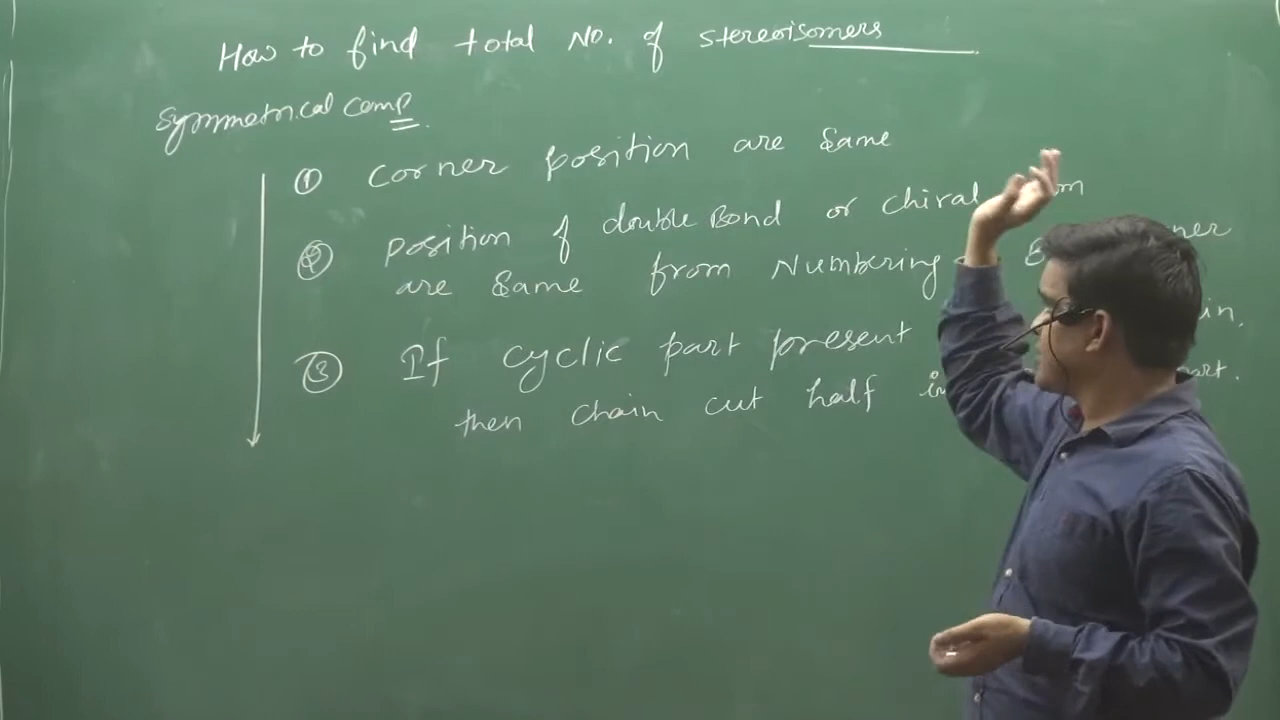 How to find total No. of stereoisomers
Symmetrical Comp.
① Corner position are same
② position of double Bond or chiral
are same from Numbering
③ If cyclic part present
then chain cut half in